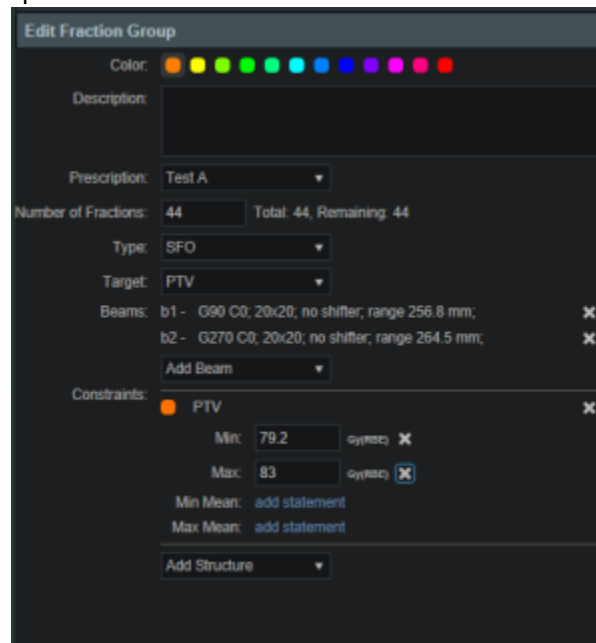 Edit Fraction Group
Color:
Description:
Prescription: Test A
Number of Fractions: 44 Total: 44, Remaining: 44
Type: SFO
Target: PTV
Beams: b1 - G90 C0; 20x20; no shifter; range 256.8 mm;
b2 - G270 C0; 20x20; no shifter; range 264.5 mm;
Add Beam
Constraints:
PTV
Min: 79.2 Gy(RBE)
Max: 83 Gy(RBE)
Min Mean: add statement
Max Mean: add statement
Add Structure